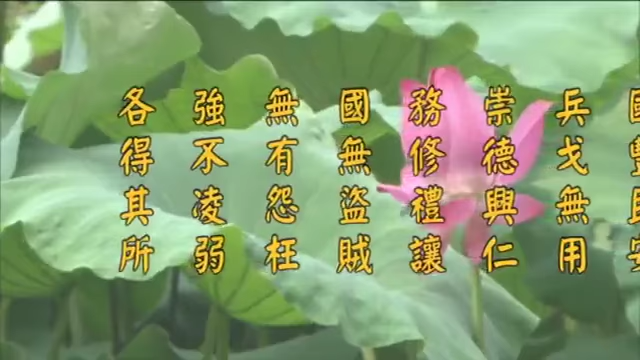 兵戈無用
崇德興仁
務修禮讓
國無盜賊
無有怨枉
強不凌弱
各得其所